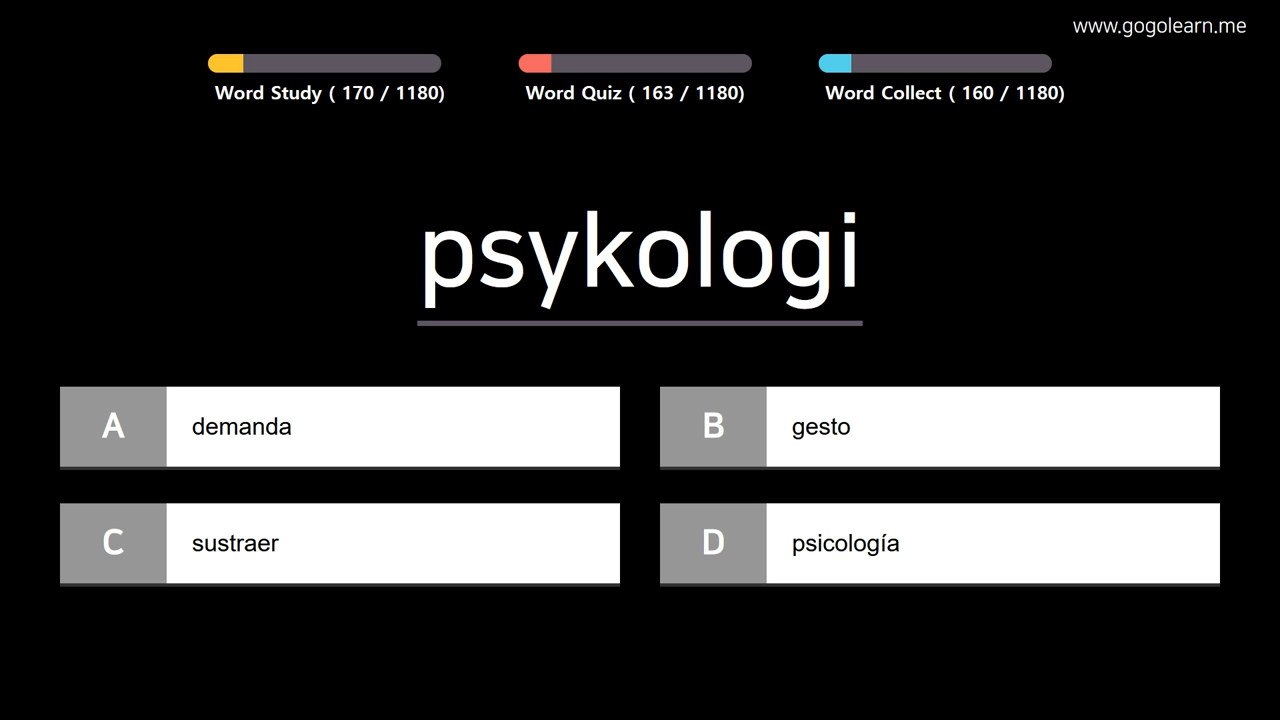 www.gogolearn.me
Word Study ( 170 / 1180)
Word Quiz ( 163 / 1180)
Word Collect ( 160 / 1180)
psykologi
A
demanda
B
gesto
C
sustraer
D
psicología